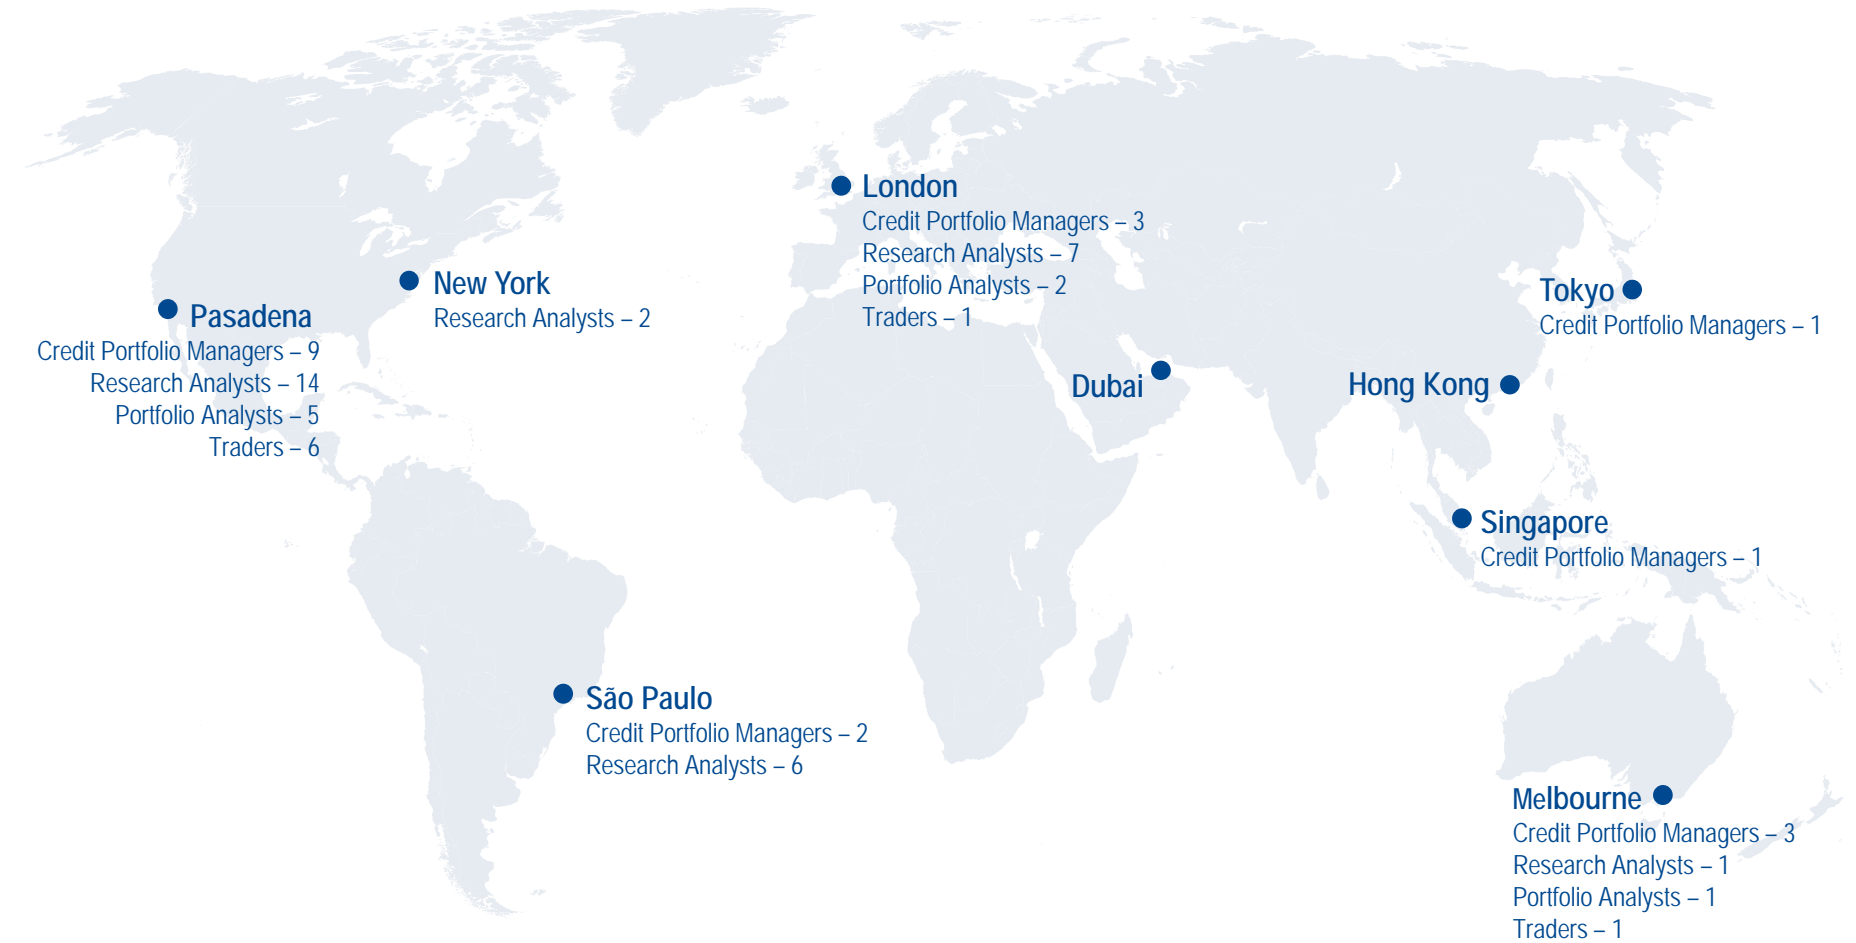 London
Credit Portfolio Managers – 3
Research Analysts – 7
Portfolio Analysts – 2
Traders – 1
New York
Research Analysts – 2
Pasadena
Credit Portfolio Managers – 9
Research Analysts – 14
Portfolio Analysts – 5
Traders – 6
Tokyo
Credit Portfolio Managers – 1
Dubai
Hong Kong
Singapore
Credit Portfolio Managers – 1
São Paulo
Credit Portfolio Managers – 2
Research Analysts – 6
Melbourne
Credit Portfolio Managers – 3
Research Analysts – 1
Portfolio Analysts – 1
Traders – 1